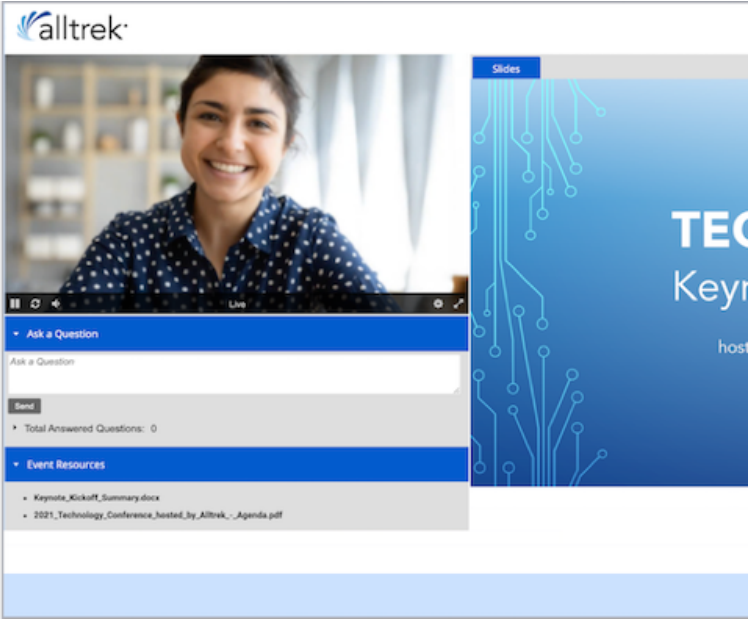 alltrek
Live
Ask a Question
Ask a Question
Send
Total Answered Questions: 0
Event Resources
Keynote_Kickoff_Summary.docx
2021_Technology_Conference_hosted_by_Alltrek_-_Agenda.pdf
Slides
TEC
Keyn
host